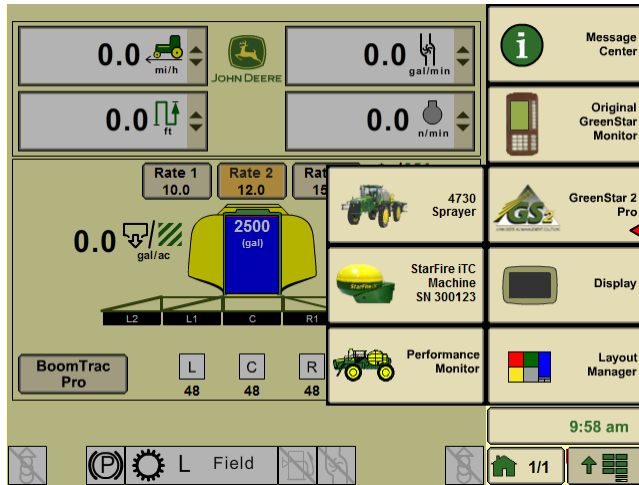 0.0
mi/h
JOHN DEERE
0.0
gal/min
0.0
ft
0.0
n/min
Rate 1
10.0
Rate 2
12.0
Rat
15
0.0
gal/ac
2500
(gal)
L2
L1
C
R1
BoomTrac
Pro
L
C
R
48
48
48
4730
Sprayer
StarFire iTC
Machine
SN 300123
Performance
Monitor
Message
Center
Original
GreenStar
Monitor
GS2
GreenStar 2
Pro
Display
Layout
Manager
9:58 am
1/1
(P)
L Field